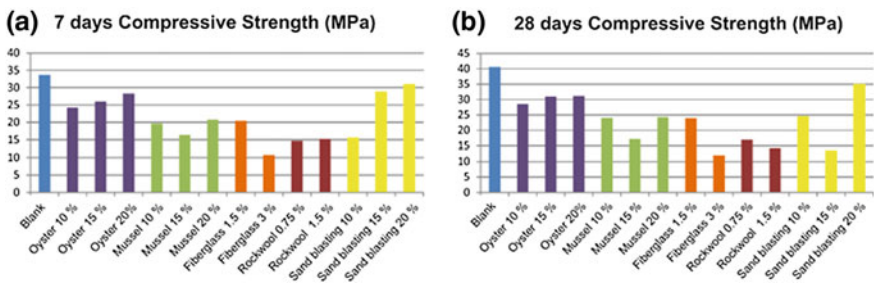 (a) 7 days Compressive Strength (MPa)
40
35
30
25
20
15
10
5
0
Blank
Oyster 10 %
Oyster 15 %
Oyster 20%
Mussel 10 %
Mussel 15 %
Mussel 20 %
Fiberglass 1.5 %
Fiberglass 3 %
Rockwool 0.75 %
Rockwool 1.5 %
Sand blasting 10 %
Sand blasting 15 %
Sand blasting 20 %
(b) 28 days Compressive Strength (MPa)
45
40
35
30
25
20
15
10
5
0
Blank
Oyster 10 %
Oyster 15 %
Oyster 20%
Mussel 10 %
Mussel 15 %
Mussel 20 %
Fiberglass 1.5 %
Fiberglass 3 %
Rockwool 0.75 %
Rockwool 1.5 %
Sand blasting 10 %
Sand blasting 15 %
Sand blasting 20 %